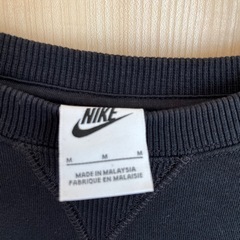 NIKE
M M M
MADE IN MALAYSIA
FABRIQUE EN MALAISIE